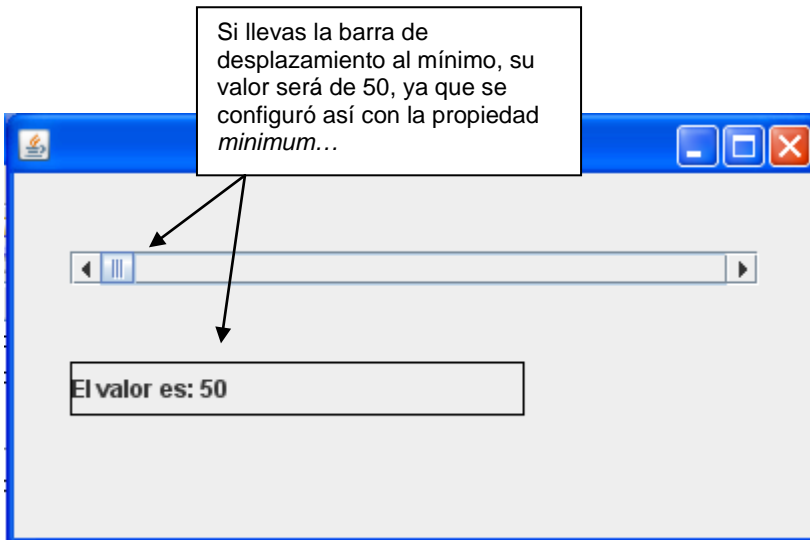 Si llevas la barra de
desplazamiento al mínimo, su
valor será de 50, ya que se
configuró así con la propiedad
minimum…
El valor es: 50